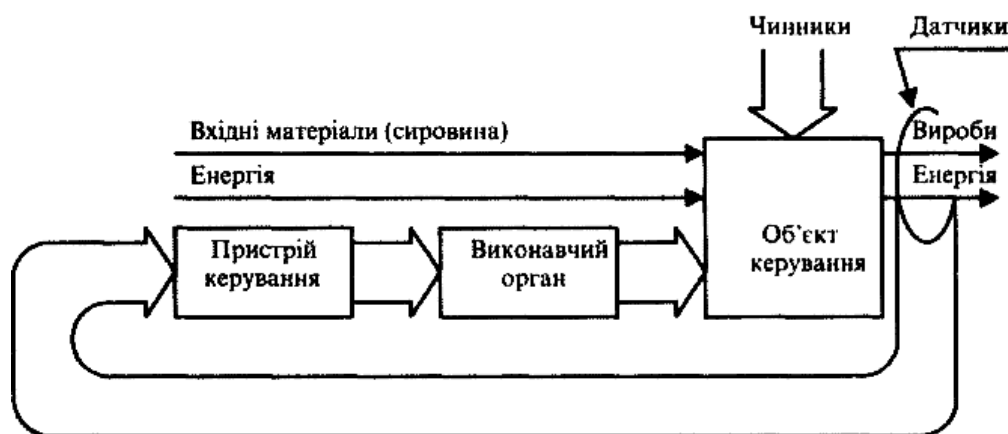 Чинники
Датчики
Вхідні матеріали (сировина)
Вироби
Енергія
Енергія
Пристрій
керування
Виконавчий
орган
Об'єкт
керування